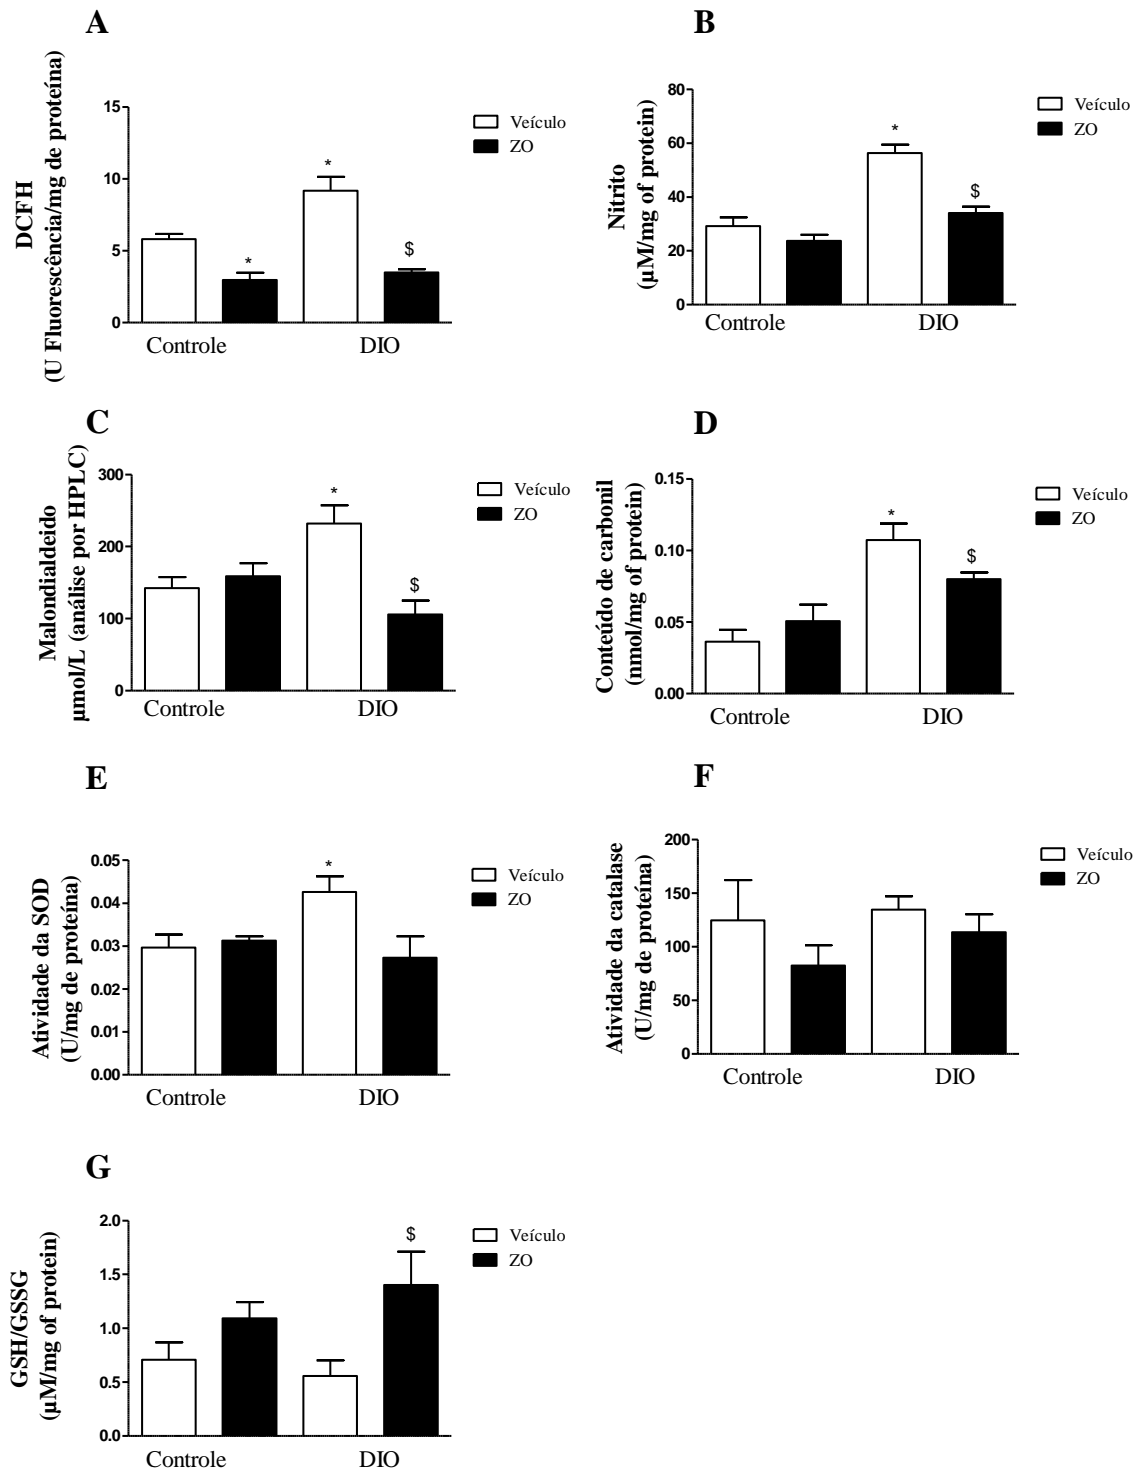 A
DCFH
(U Fluorescência/mg de proteína)
15
10
5
0
*
*
$
Controle
DIO
Veículo
ZO
B
Nitrito
(µM/mg of protein)
80
60
40
20
0
*
$
Controle
DIO
Veículo
ZO
C
Malondialdeido
µmol/L (análise por HPLC)
300
200
100
0
*
$
Controle
DIO
Veículo
ZO
D
Conteúdo de carbonil
(nmol/mg of protein)
0.15
0.10
0.05
0.00
*
$
Controle
DIO
Veículo
ZO
E
Atividade da SOD
(U/mg de proteína)
0.05
0.04
0.03
0.02
0.01
0.00
*
Controle
DIO
Veículo
ZO
F
Atividade da catalase
(U/mg de proteína)
200
150
100
50
0
Controle
DIO
Veículo
ZO
G
GSH/GSSG
(µM/mg of protein)
2.0
1.5
1.0
0.5
0.0
$
Controle
DIO
Veículo
ZO